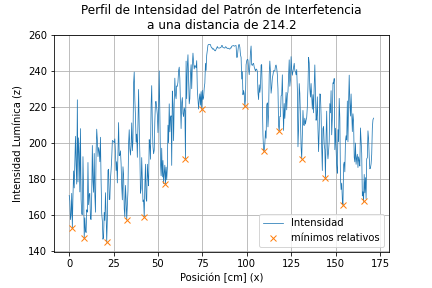 Perfil de Intensidad del Patrón de Interfetencia
a una distancia de 214.2
Intensidad Lumínica (z)
260
240
220
200
180
160
140
Intensidad
mínimos relativos
0 25 50 75 100 125 150 175
Posición [cm] (x)